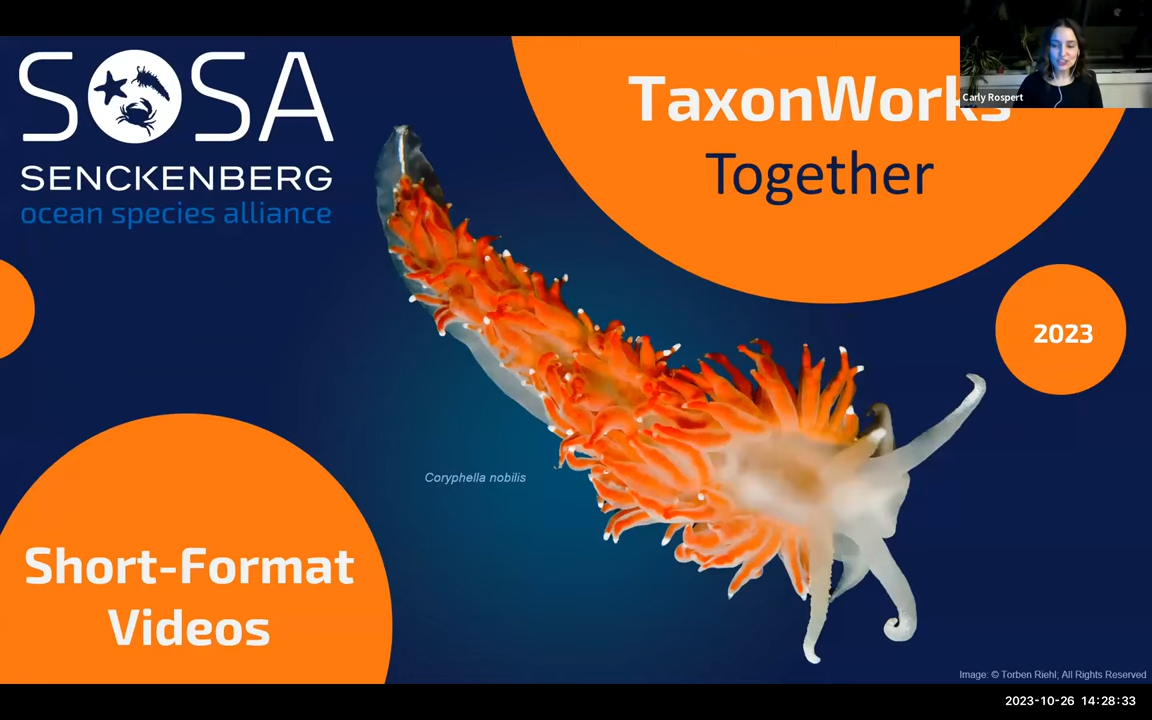 SOSA
SENCKENBERG
ocean species alliance
TaxonWorks
Together
Carly Rospert
2023
Coryphella nobilis
Short-Format
Videos
Image: © Torben Riehl; All Rights Reserved
2023-10-26 14:28:33